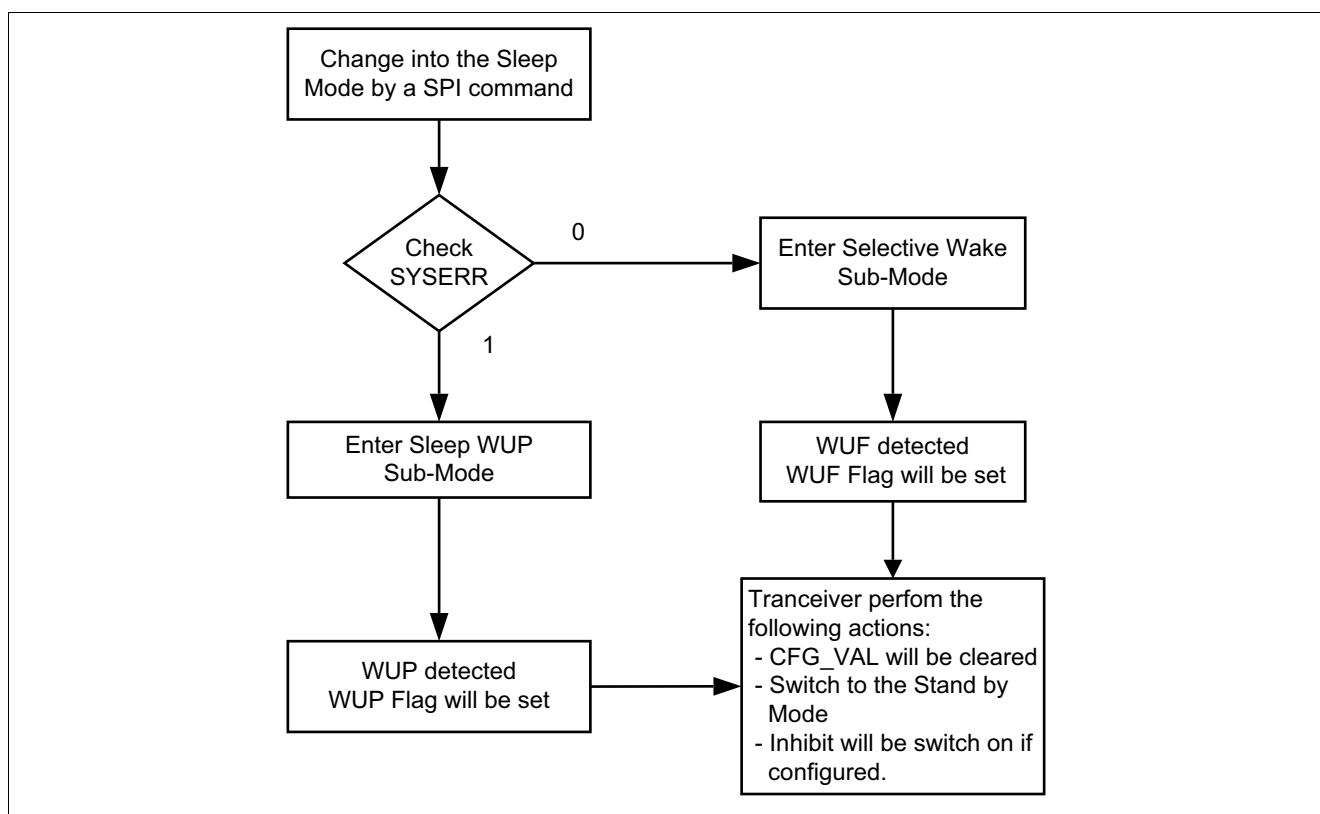 Change into the Sleep
Mode by a SPI command
Check
SYSERR
0
1
Enter Selective Wake
Sub-Mode
Enter Sleep WUP
Sub-Mode
WUF detected
WUF Flag will be set
WUP detected
WUP Flag will be set
Tranceiver perfom the
following actions:
- CFG_VAL will be cleared
- Switch to the Stand by
Mode
- Inhibit will be switch on if
configured.